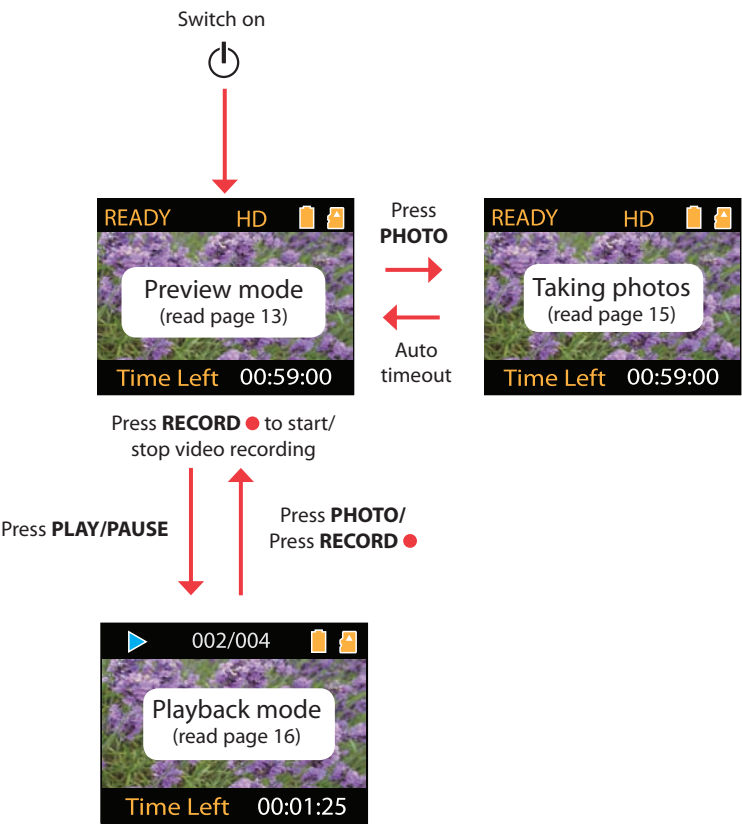 Switch on
READY HD
Preview mode
(read page 13)
Time Left 00:59:00
Press
PHOTO
Auto
timeout
READY HD
Taking photos
(read page 15)
Time Left 00:59:00
Press RECORD ● to start/
stop video recording
Press PLAY/PAUSE
Press PHOTO/
Press RECORD ●
002/004
Playback mode
(read page 16)
Time Left 00:01:25